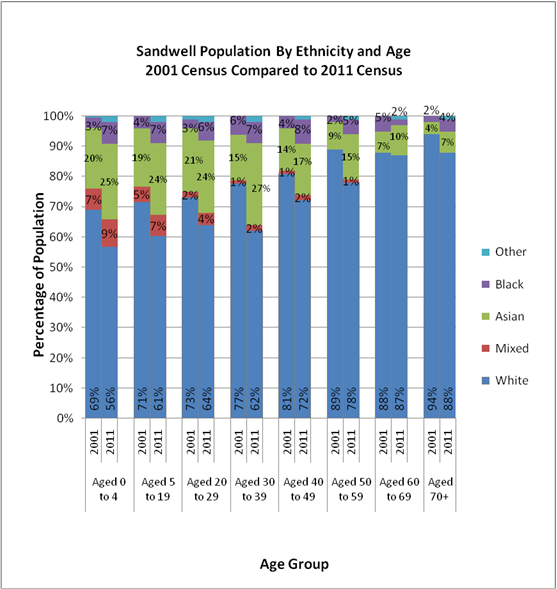 Sandwell Population By Ethnicity and Age
2001 Census Compared to 2011 Census
Percentage of Population
100%
90%
80%
70%
60%
50%
40%
30%
20%
10%
0%
3% 7% 4% 7% 3% 6% 6% 7% 4% 8% 2% 5% 5% 2% 2% 4%
20% 25% 19% 24% 21% 24% 15% 27% 14% 17% 9% 15% 7% 10% 4% 7%
7% 9% 5% 7% 2% 4% 1% 2% 1% 2% 1%
69% 56% 71% 61% 73% 64% 77% 62% 81% 72% 89% 78% 88% 87% 94% 88%
2001 2011 2001 2011 2001 2011 2001 2011 2001 2011 2001 2011 2001 2011 2001 2011
Aged 0 Aged 5 Aged 20 Aged 30 Aged 40 Aged 50 Aged 60 Aged
to 4 to 19 to 29 to 39 to 49 to 59 to 69 70+
Age Group
Other
Black
Asian
Mixed
White